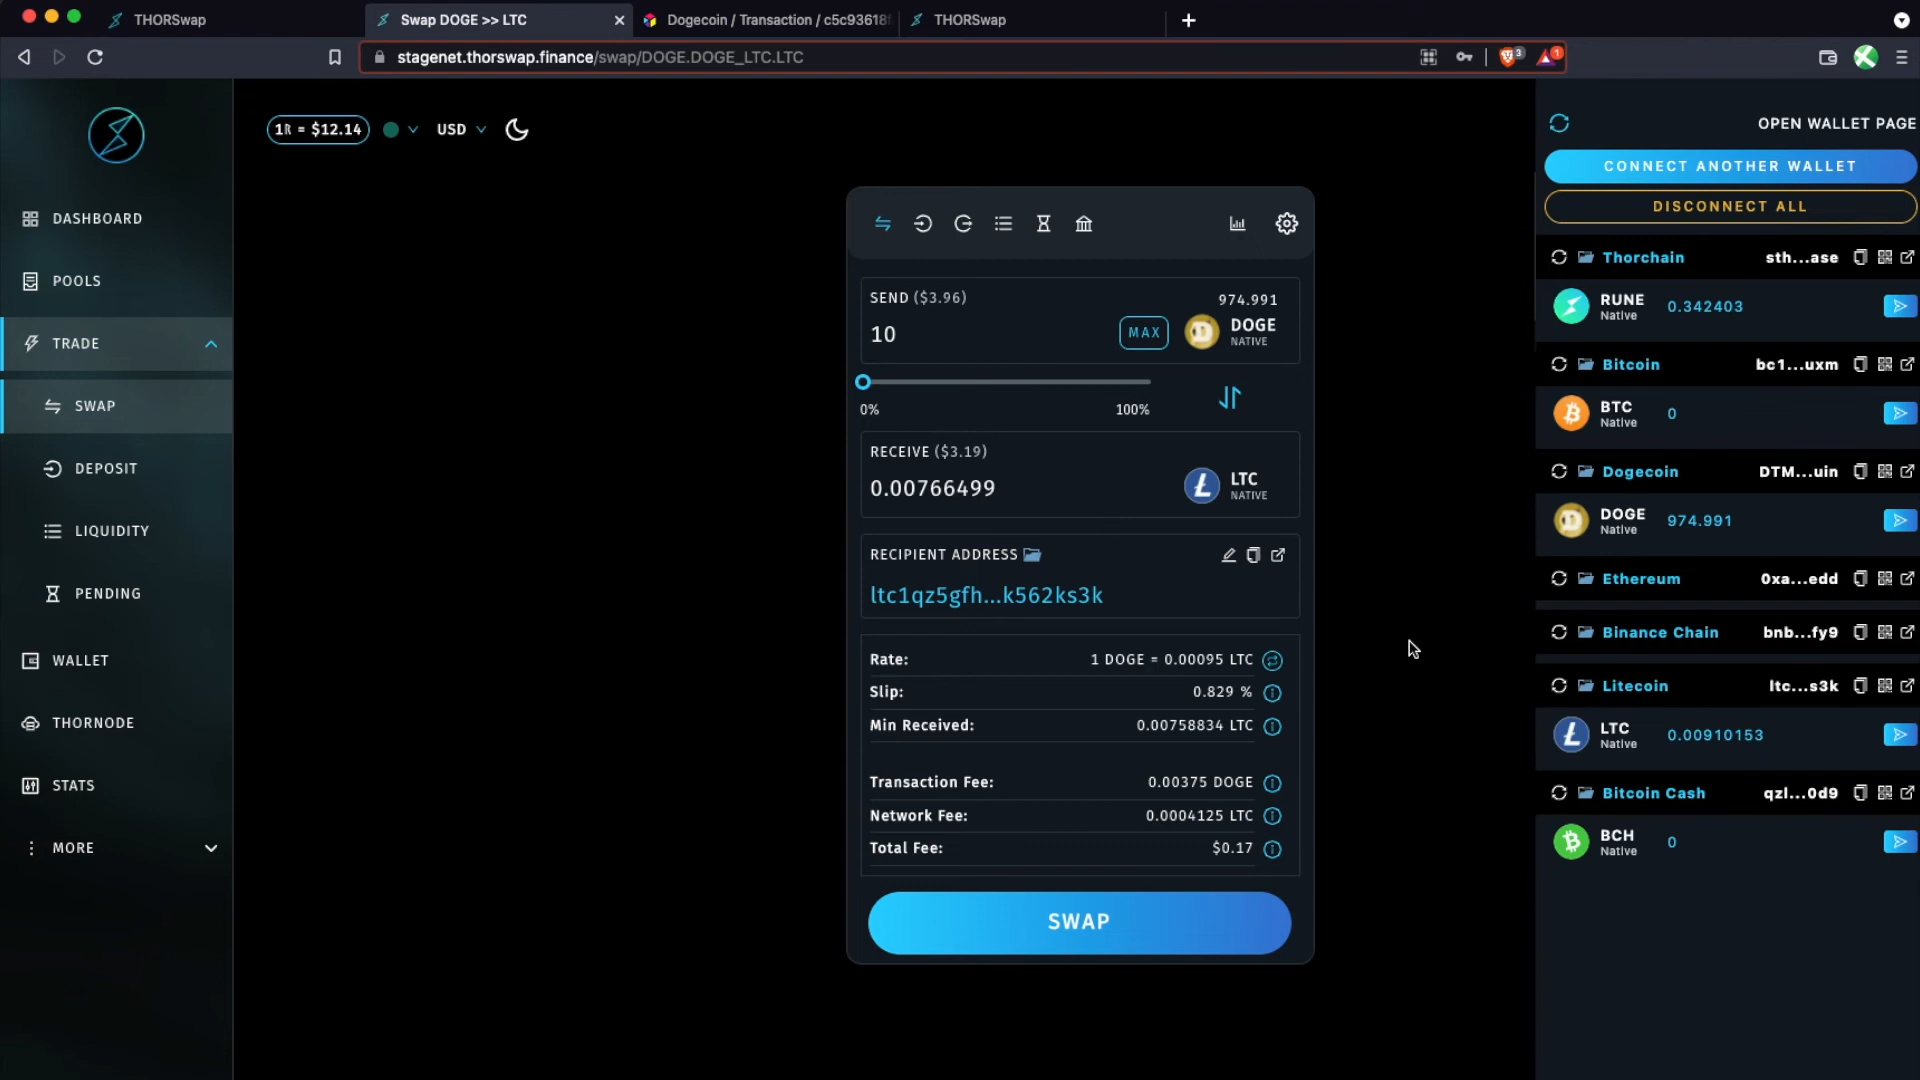 THORSwap
Swap DOGE >> LTC
Dogecoin / Transaction / c5c93618
THORSwap
stagenet.thorswap.finance/swap/DOGE.DOGE_LTC.LTC
3
1
1ᚱ = $12.14
USD
DASHBOARD
POOLS
TRADE
SWAP
DEPOSIT
LIQUIDITY
PENDING
WALLET
THORNODE
STATS
MORE
SEND ($3.96)
974.991
10
MAX
DOGE
NATIVE
0%
100%
RECEIVE ($3.19)
0.00766499
LTC
NATIVE
RECIPIENT ADDRESS
ltc1qz5gfh...k562ks3k
Rate: 1 DOGE = 0.00095 LTC
Slip: 0.829 %
Min Received: 0.00758834 LTC
Transaction Fee: 0.00375 DOGE
Network Fee: 0.0004125 LTC
Total Fee: $0.17
SWAP
OPEN WALLET PAGE
CONNECT ANOTHER WALLET
DISCONNECT ALL
Thorchain sth...ase
RUNE
Native
0.342403
Bitcoin bc1...uxm
BTC
Native
0
Dogecoin DTM...uin
DOGE
Native
974.991
Ethereum 0xa...edd
Binance Chain bnb...fy9
Litecoin ltc...s3k
LTC
Native
0.00910153
Bitcoin Cash qzl...0d9
BCH
Native
0